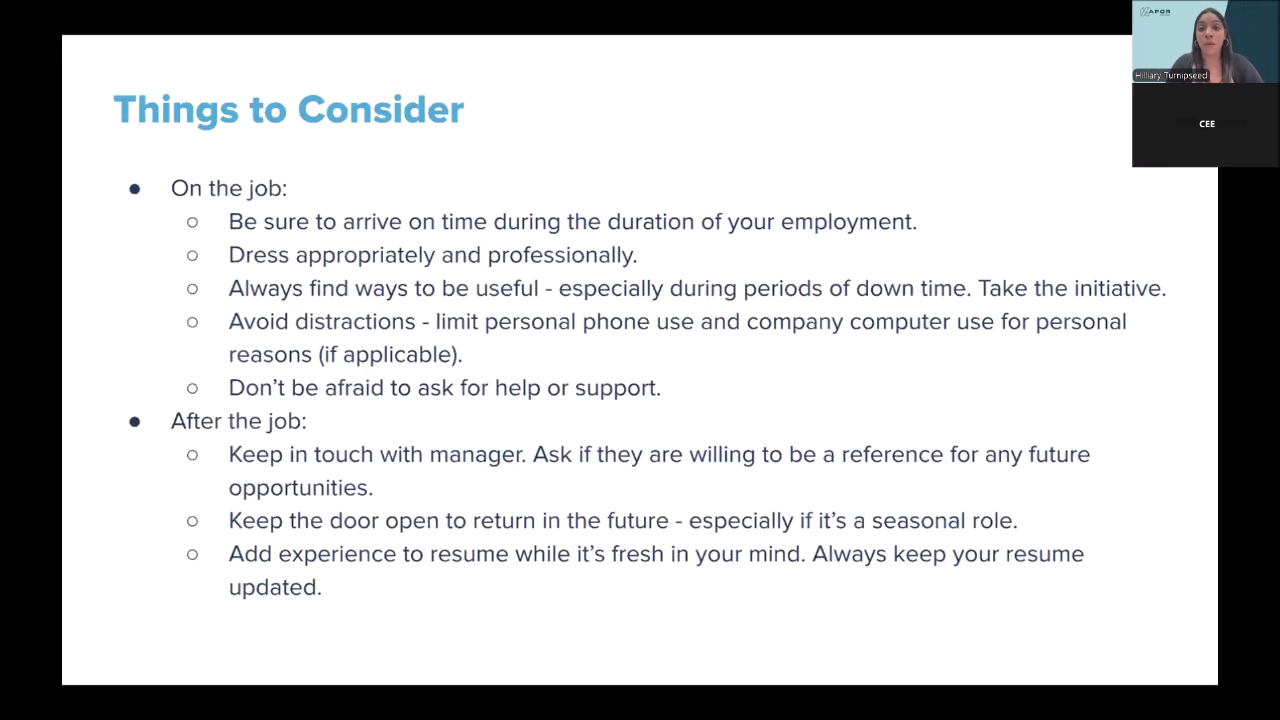 APCR
Hilliary Turnipseed
CEE
Things to Consider
● On the job:
○ Be sure to arrive on time during the duration of your employment.
○ Dress appropriately and professionally.
○ Always find ways to be useful - especially during periods of down time. Take the initiative.
○ Avoid distractions - limit personal phone use and company computer use for personal
reasons (if applicable).
○ Don’t be afraid to ask for help or support.
● After the job:
○ Keep in touch with manager. Ask if they are willing to be a reference for any future
opportunities.
○ Keep the door open to return in the future - especially if it’s a seasonal role.
○ Add experience to resume while it’s fresh in your mind. Always keep your resume
updated.